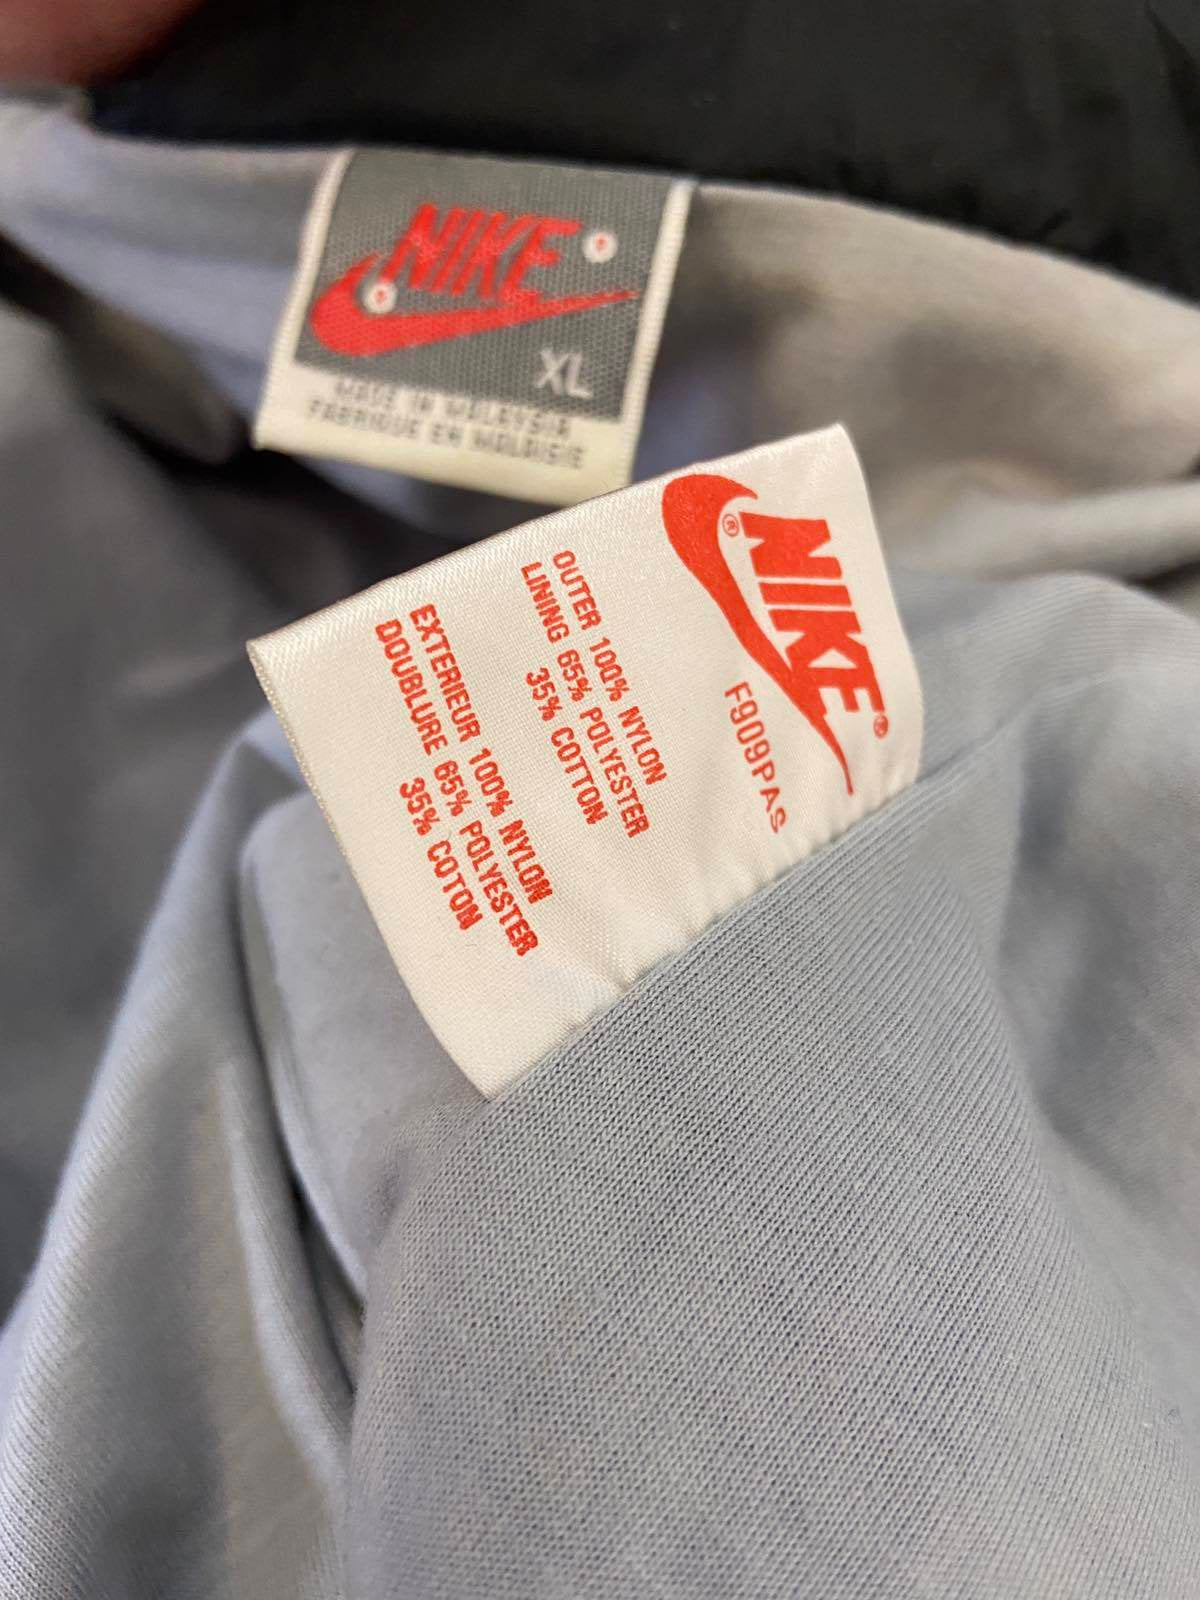 NIKE
XL
MADE IN MALAYSIA
FABRIQUE EN MALAISIE
NIKE
F909PAS
OUTER 100% NYLON
LINING 65% POLYESTER
35% COTTON
EXTERIEUR 100% NYLON
DOUBLURE 65% POLYESTER
35% COTON